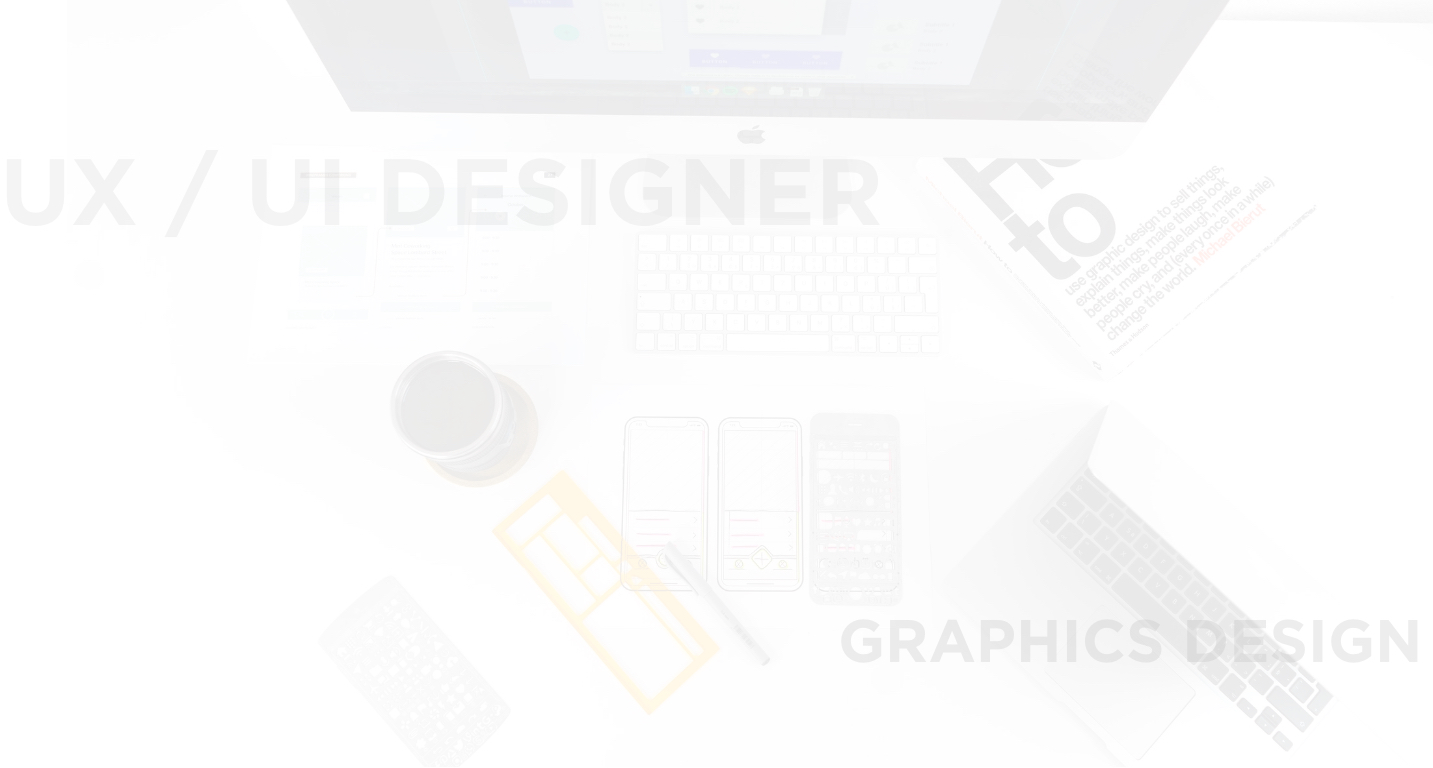 UX / UI DESIGNER
to
use graphic design to sell things,
explain things, make things look
better, make people laugh, make
people cry, and (every once in a while)
change the world. Michael Bierut
GRAPHICS DESIGN